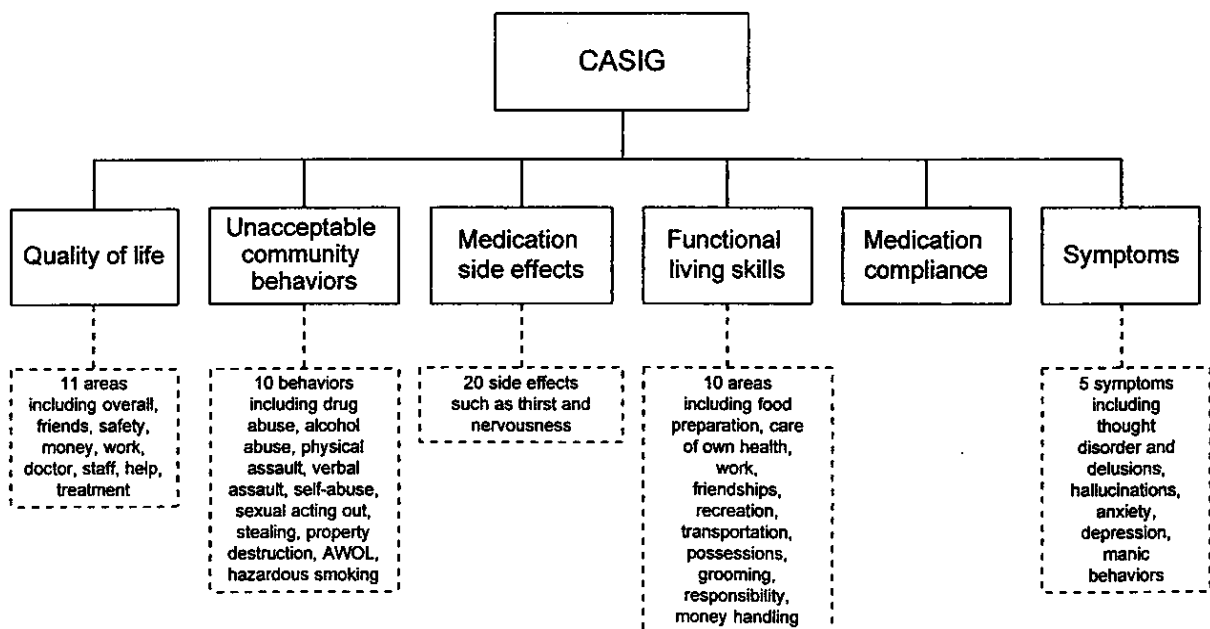 CASIG
Quality of life
Unacceptable
community
behaviors
Medication
side effects
Functional
living skills
Medication
compliance
Symptoms
11 areas
including overall,
friends, safety,
money, work,
doctor, staff, help,
treatment
10 behaviors
including drug
abuse, alcohol
abuse, physical
assault, verbal
assault, self-abuse,
sexual acting out,
stealing, property
destruction, AWOL,
hazardous smoking
20 side effects
such as thirst and
nervousness
10 areas
including food
preparation, care
of own health,
work,
friendships,
recreation,
transportation,
possessions,
grooming,
responsibility,
money handling
5 symptoms
including
thought
disorder and
delusions,
hallucinations,
anxiety,
depression,
manic
behaviors